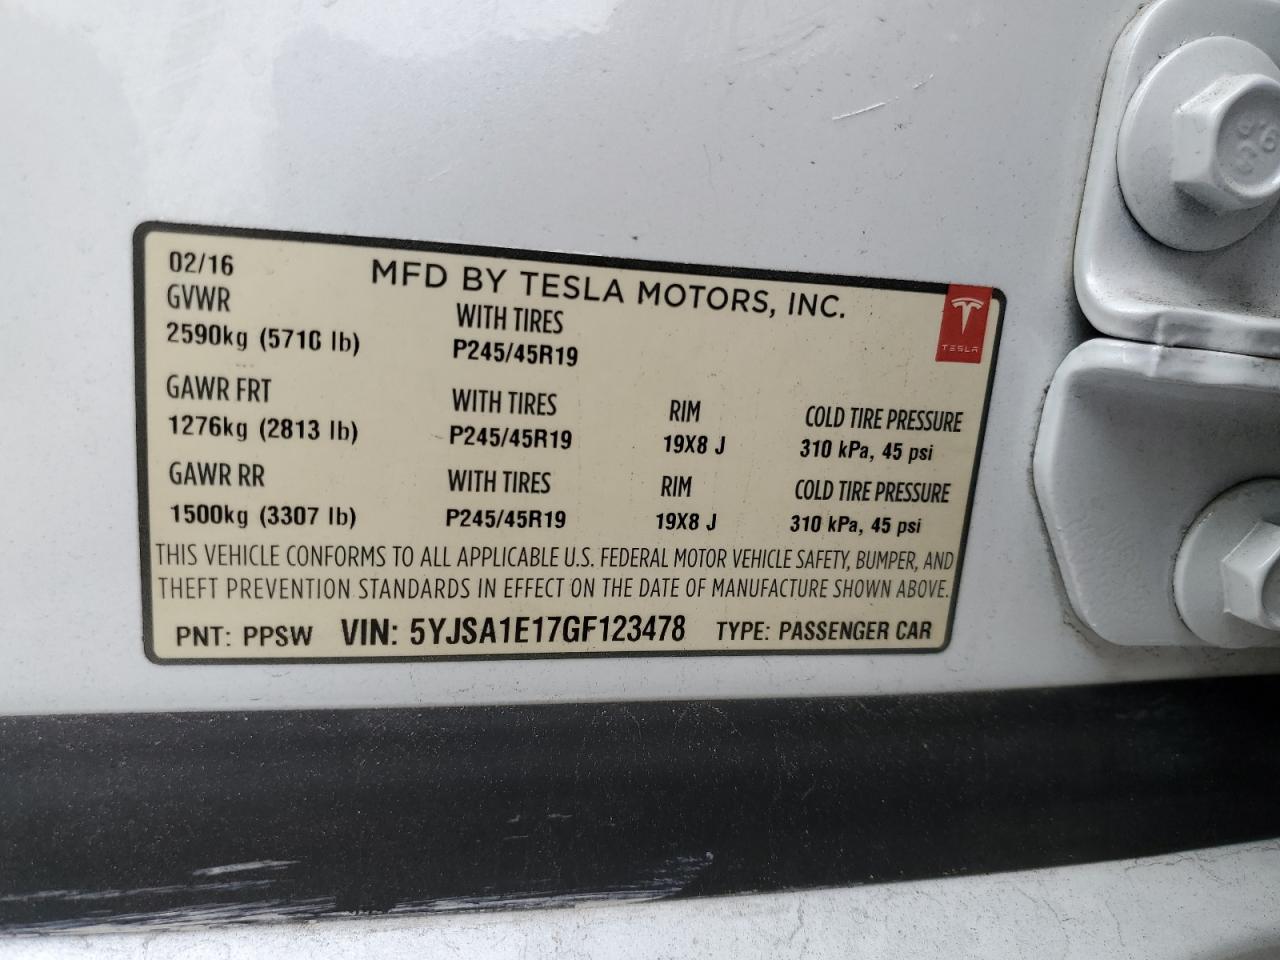 02/16 MFD BY TESLA MOTORS, INC.
GVWR WITH TIRES
2590kg (5710 lb) P245/45R19
TESLA
GAWR FRT WITH TIRES RIM COLD TIRE PRESSURE
1276kg (2813 lb) P245/45R19 19X8 J 310 kPa, 45 psi
GAWR RR WITH TIRES RIM COLD TIRE PRESSURE
1500kg (3307 lb) P245/45R19 19X8 J 310 kPa, 45 psi
THIS VEHICLE CONFORMS TO ALL APPLICABLE U.S. FEDERAL MOTOR VEHICLE SAFETY, BUMPER, AND
THEFT PREVENTION STANDARDS IN EFFECT ON THE DATE OF MANUFACTURE SHOWN ABOVE.
PNT: PPSW VIN: 5YJSA1E17GF123478 TYPE: PASSENGER CAR